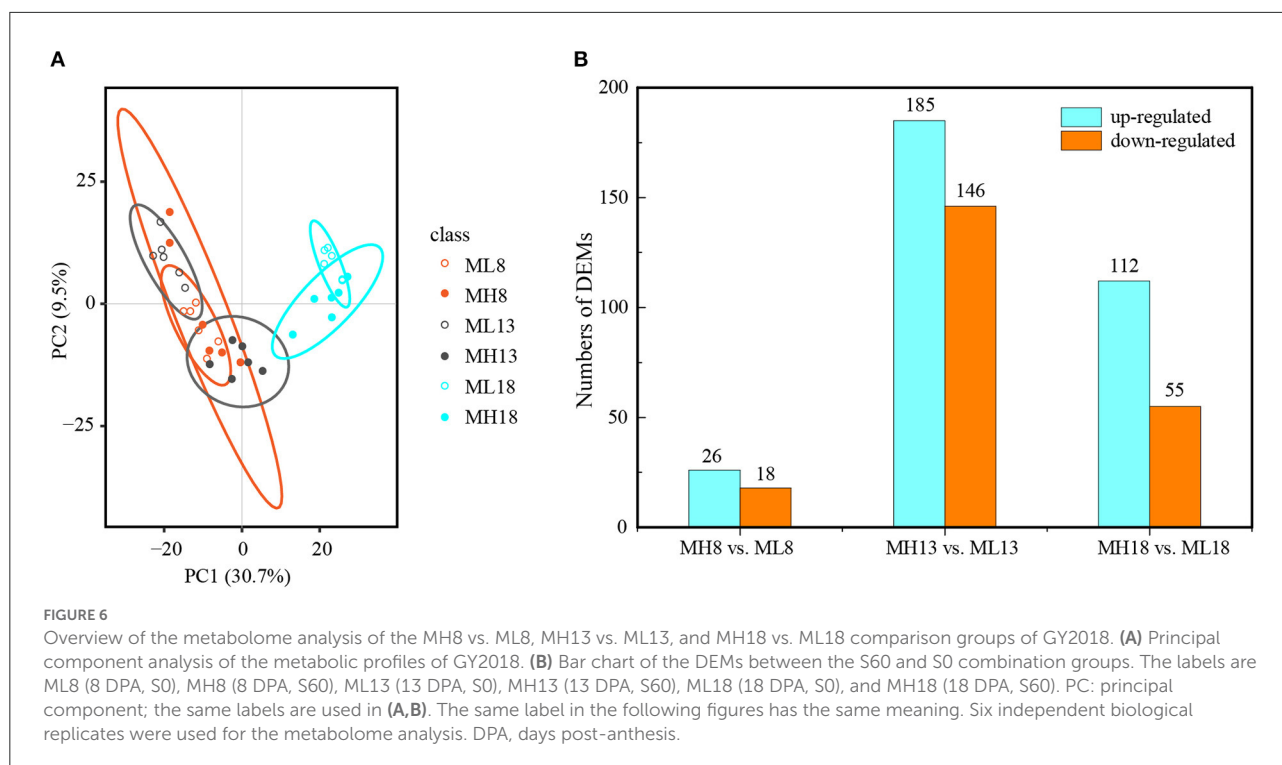 A
25
0
−25
PC2 (9.5%)
−20
0
20
PC1 (30.7%)
class
ML8
MH8
ML13
MH13
ML18
MH18
B
200
150
100
50
0
Numbers of DEMs
up-regulated
down-regulated
26
18
185
146
112
55
MH8 vs. ML8
MH13 vs. ML13
MH18 vs. ML18
FIGURE 6
Overview of the metabolome analysis of the MH8 vs. ML8, MH13 vs. ML13, and MH18 vs. ML18 comparison groups of GY2018. (A) Principal
component analysis of the metabolic profiles of GY2018. (B) Bar chart of the DEMs between the S60 and S0 combination groups. The labels are
ML8 (8 DPA, S0), MH8 (8 DPA, S60), ML13 (13 DPA, S0), MH13 (13 DPA, S60), ML18 (18 DPA, S0), and MH18 (18 DPA, S60). PC: principal
component; the same labels are used in (A,B). The same label in the following figures has the same meaning. Six independent biological
replicates were used for the metabolome analysis. DPA, days post-anthesis.